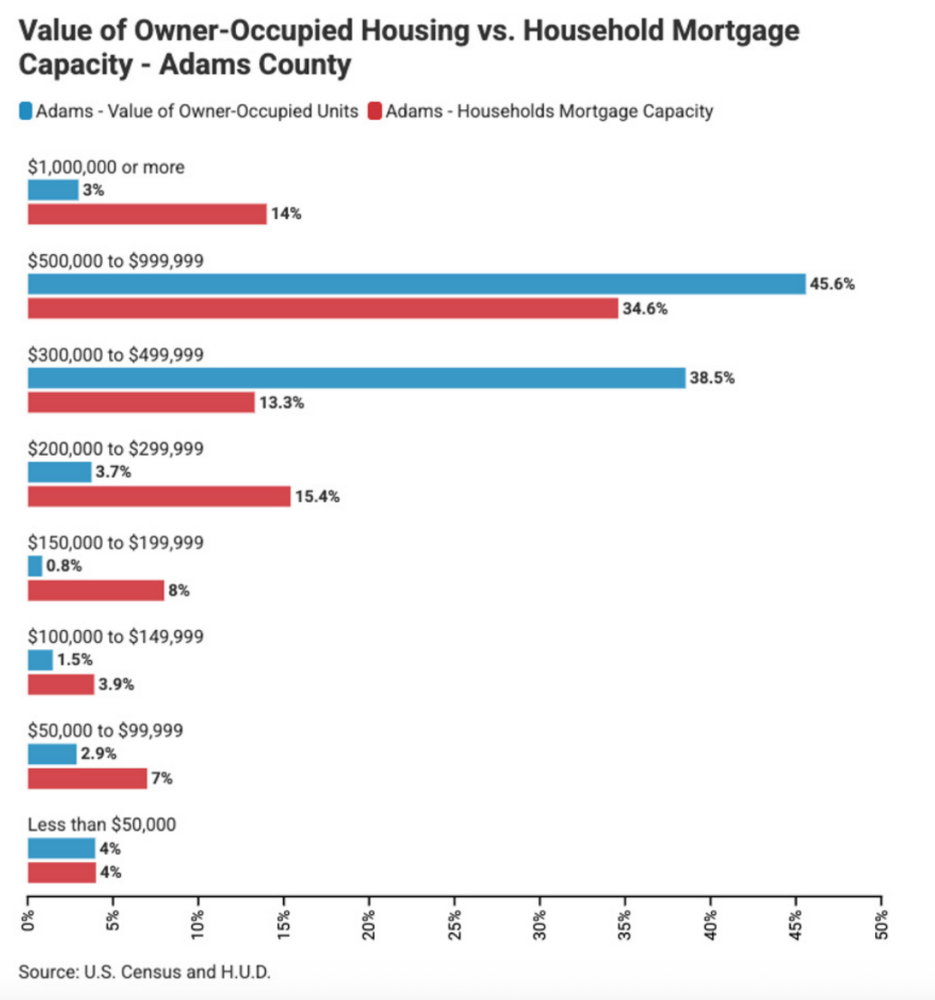 Value of Owner-Occupied Housing vs. Household Mortgage
Capacity - Adams County
Adams - Value of Owner-Occupied Units Adams - Households Mortgage Capacity
$1,000,000 or more
3%
14%
$500,000 to $999,999
45.6%
34.6%
$300,000 to $499,999
38.5%
13.3%
$200,000 to $299,999
3.7%
15.4%
$150,000 to $199,999
0.8%
8%
$100,000 to $149,999
1.5%
3.9%
$50,000 to $99,999
2.9%
7%
Less than $50,000
4%
4%
0% 5% 10% 15% 20% 25% 30% 35% 40% 45% 50%
Source: U.S. Census and H.U.D.